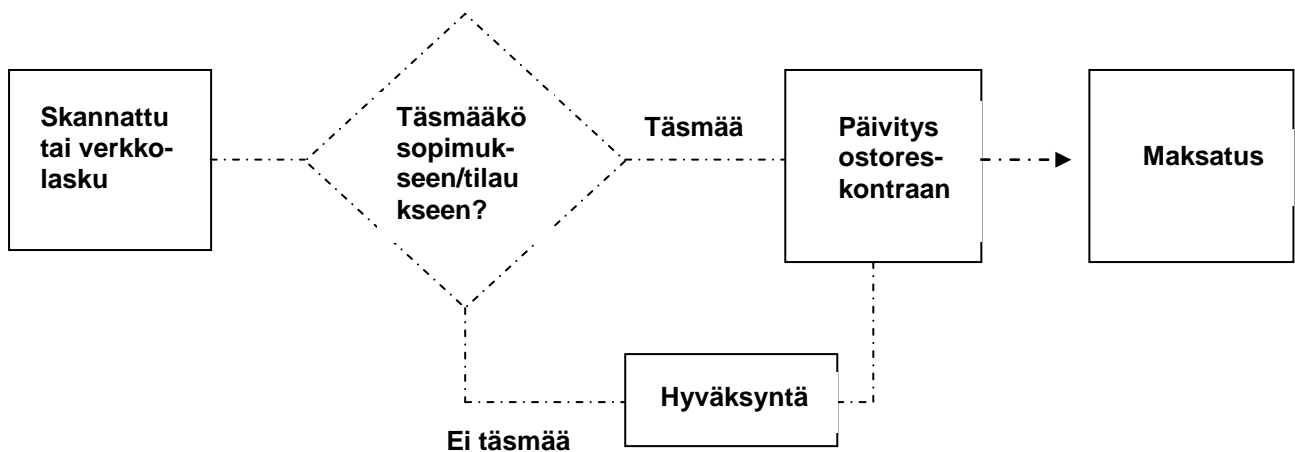 Skannattu
tai verkko-
lasku
Täsmääkö
sopimuk-
seen/tilau
kseen?
Täsmää
Päivitys
ostores-
kontraan
Maksatus
Hyväksyntä
Ei täsmää